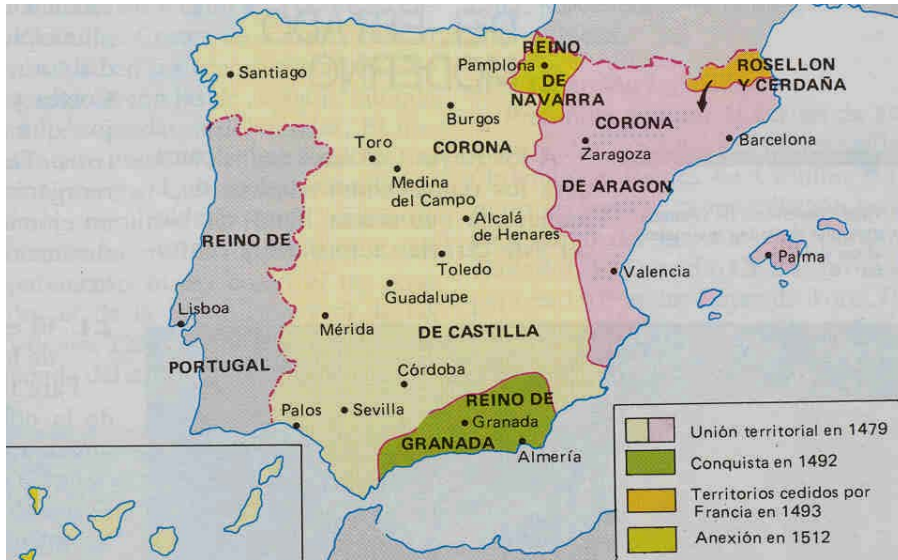 REINO
DE
NAVARRA
Pamplona
ROSELLON
Y CERDAÑA
Santiago
Burgos
CORONA
CORONA
Zaragoza
Barcelona
DE ARAGON
Toro
Medina
del Campo
Alcalá
de Henares
REINO DE
Toledo
Valencia
Palma
Guadalupe
Lisboa
Mérida
DE CASTILLA
PORTUGAL
Córdoba
Palos
Sevilla
REINO DE
Granada
GRANADA
Almería
Unión territorial en 1479
Conquista en 1492
Territorios cedidos por
Francia en 1493
Anexión en 1512